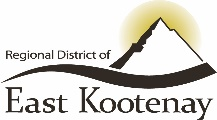 Regional District of
East Kootenay